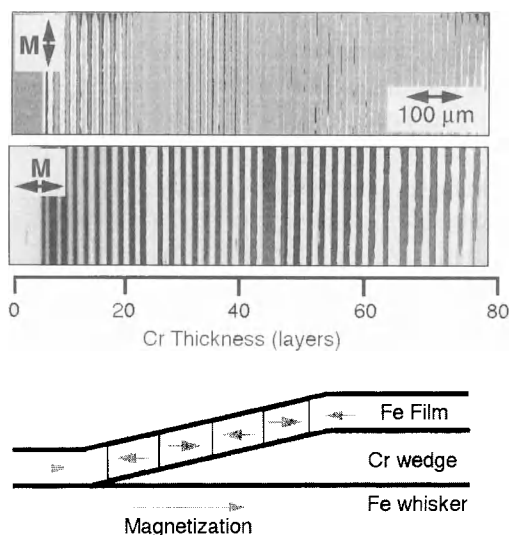 M
100 µm
M
0 20 40 60 80
Cr Thickness (layers)
Fe Film
Cr wedge
Fe whisker
Magnetization